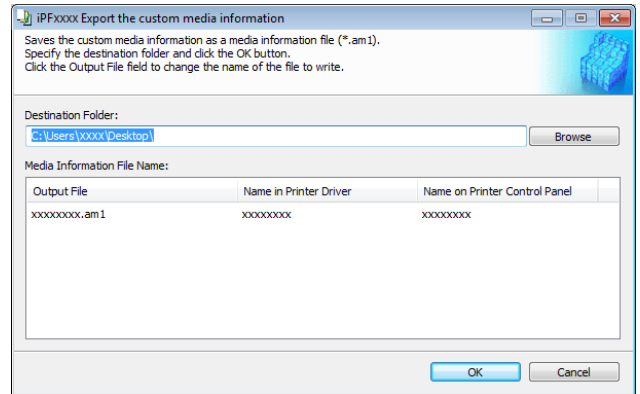 iPFxxxx Export the custom media information
Saves the custom media information as a media information file (*.am1).
Specify the destination folder and click the OK button.
Click the Output File field to change the name of the file to write.
Destination Folder:
C:\Users\XXXX\Desktop\
Browse
Media Information File Name:
Output File Name in Printer Driver Name on Printer Control Panel
xxxxxxxx.am1 xxxxxxxx xxxxxxxx
OK Cancel